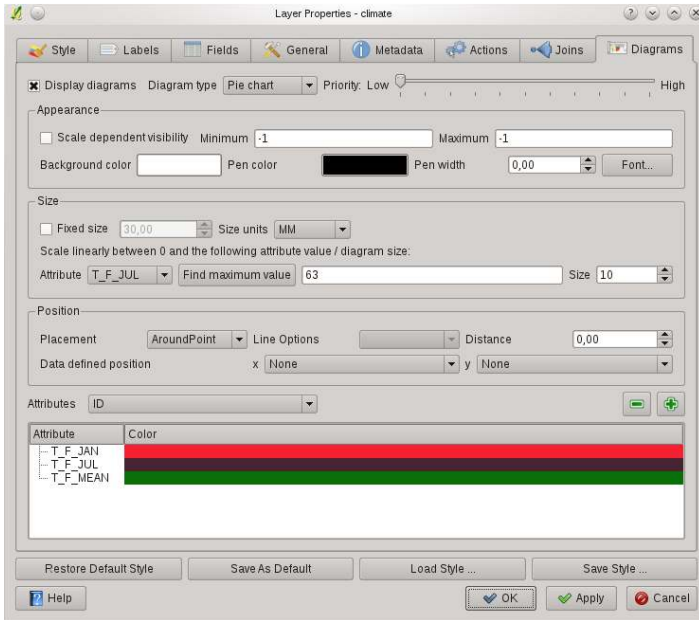 Layer Properties - climate
Style Labels Fields General Metadata Actions Joins Diagrams
Display diagrams Diagram type Pie chart Priority: Low High
Appearance
Scale dependent visibility Minimum -1 Maximum -1
Background color Pen color Pen width 0,00 Font...
Size
Fixed size 30,00 Size units MM
Scale linearly between 0 and the following attribute value / diagram size:
Attribute T_F_JUL Find maximum value 63 Size 10
Position
Placement AroundPoint Line Options Distance 0,00
Data defined position x None y None
Attributes ID
Attribute Color
T_F_JAN
T_F_JUL
T_F_MEAN
Restore Default Style Save As Default Load Style ... Save Style ...
Help OK Apply Cancel